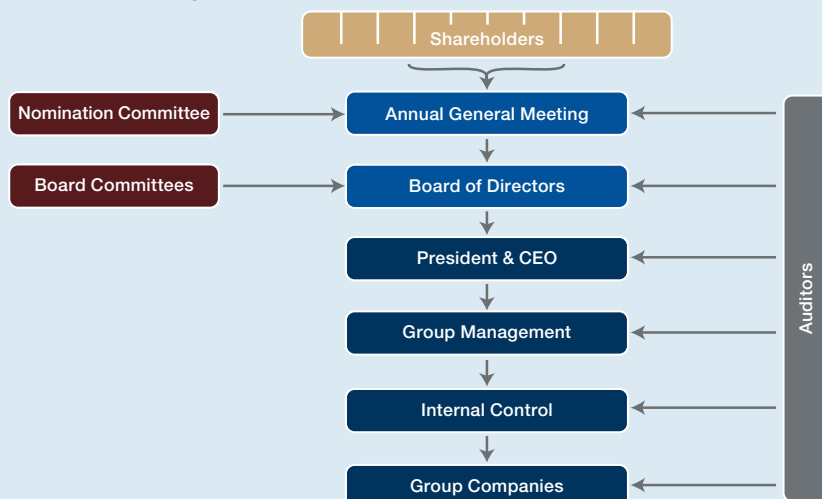 Shareholders
Nomination Committee
Annual General Meeting
Board Committees
Board of Directors
President & CEO
Group Management
Internal Control
Group Companies
Auditors